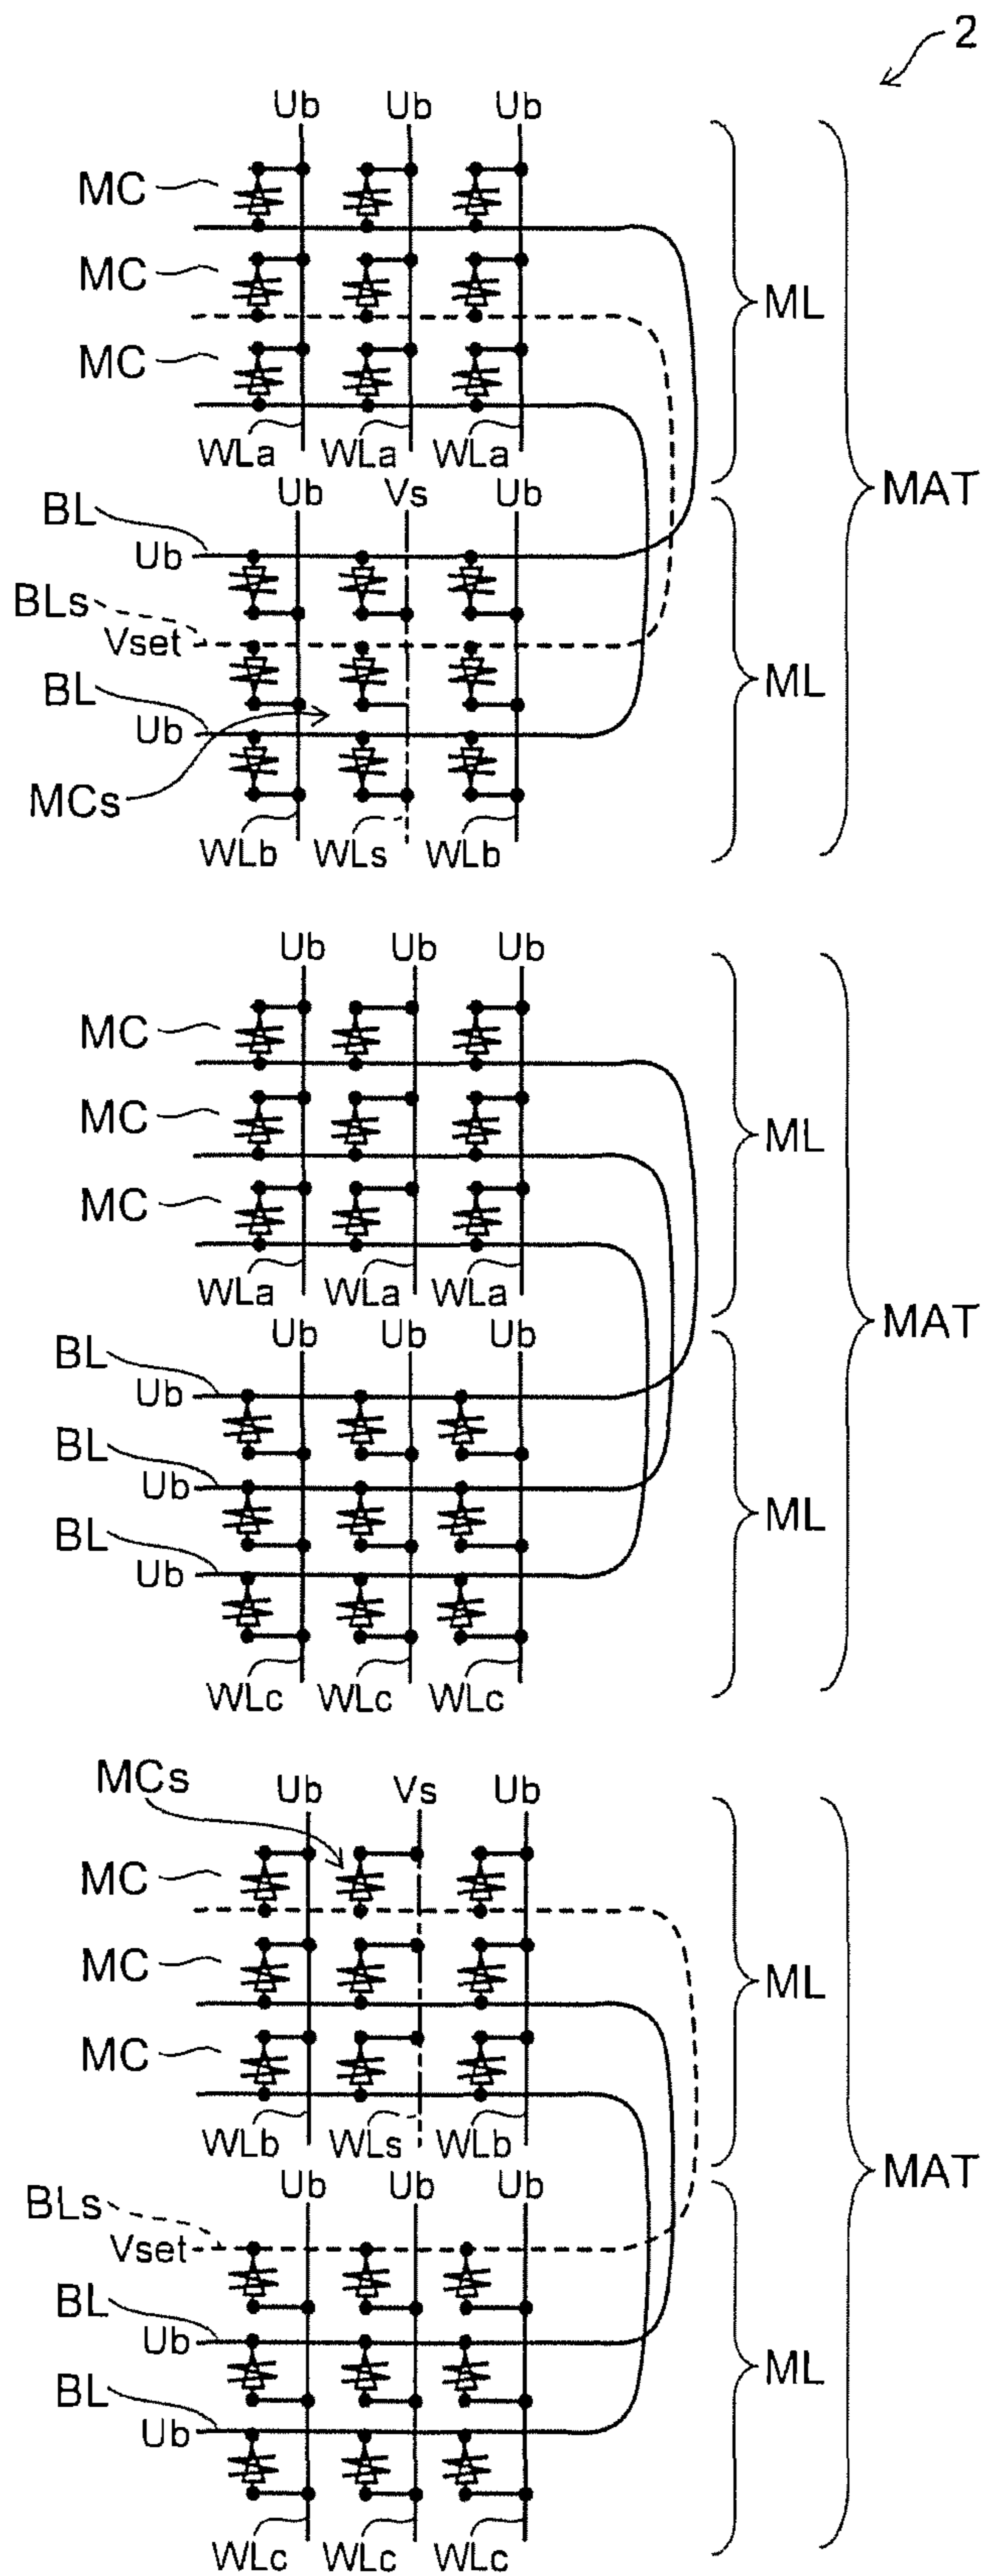 2
Ub Ub Ub
MC
MC
ML
MC
WLa WLa WLa
Ub Vs Ub
MAT
BL
Ub
BLs
Vset
BL
ML
Ub
MCs
WLb WLs WLb
Ub Ub Ub
MC
MC
ML
MC
WLa WLa WLa
Ub Ub Ub
MAT
BL
Ub
BL
Ub
ML
BL
Ub
WLc WLc WLc
MCs
Ub Vs Ub
MC
MC
ML
MC
WLb WLs WLb
MAT
Ub Ub Ub
BLs
Vset
BL
Ub
ML
BL
Ub
WLc WLc WLc